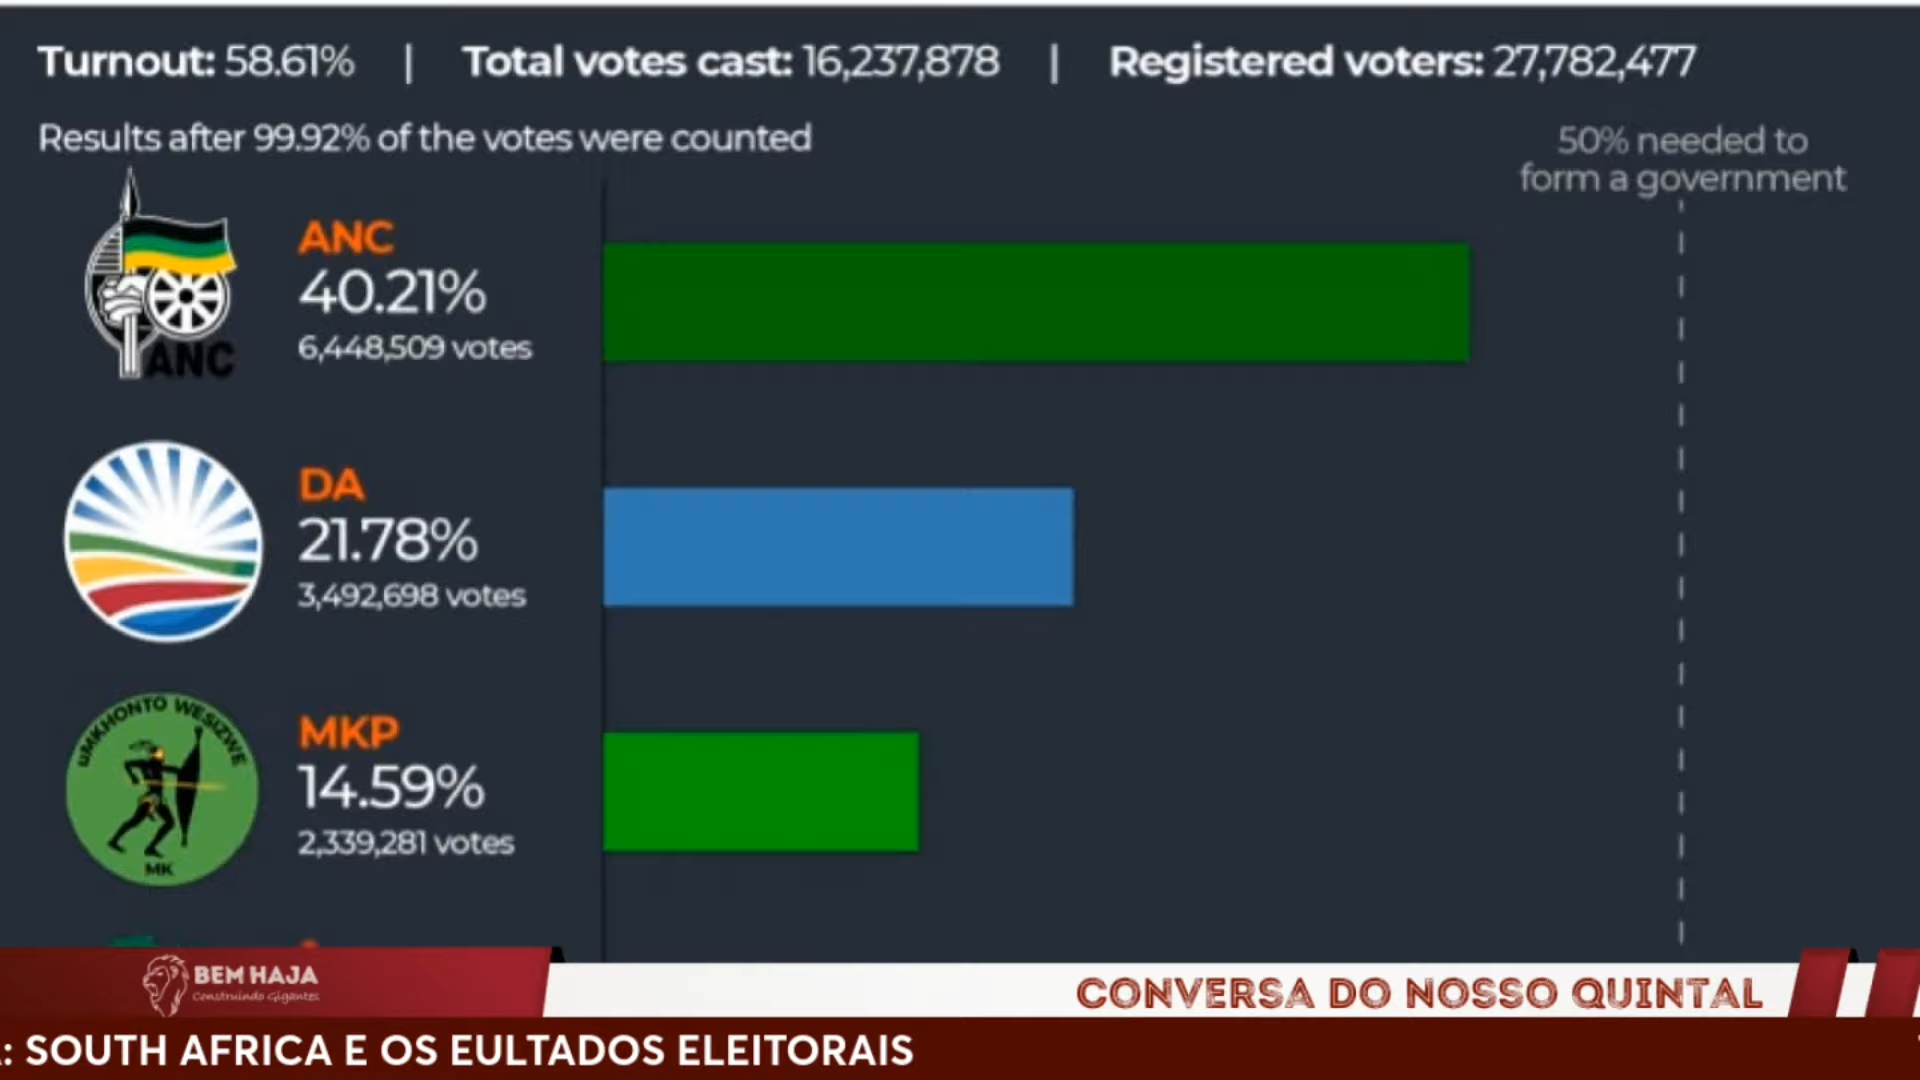 Turnout: 58.61% | Total votes cast: 16,237,878 | Registered voters: 27,782,477
Results after 99.92% of the votes were counted
50% needed to
form a government
ANC
ANC
40.21%
6,448,509 votes
DA
21.78%
3,492,698 votes
uMKHONTO WESIZWE
MK
MKP
14.59%
2,339,281 votes
BEM HAJA
Construindo Gigantes
CONVERSA DO NOSSO QUINTAL
: SOUTH AFRICA E OS EULTADOS ELEITORAIS